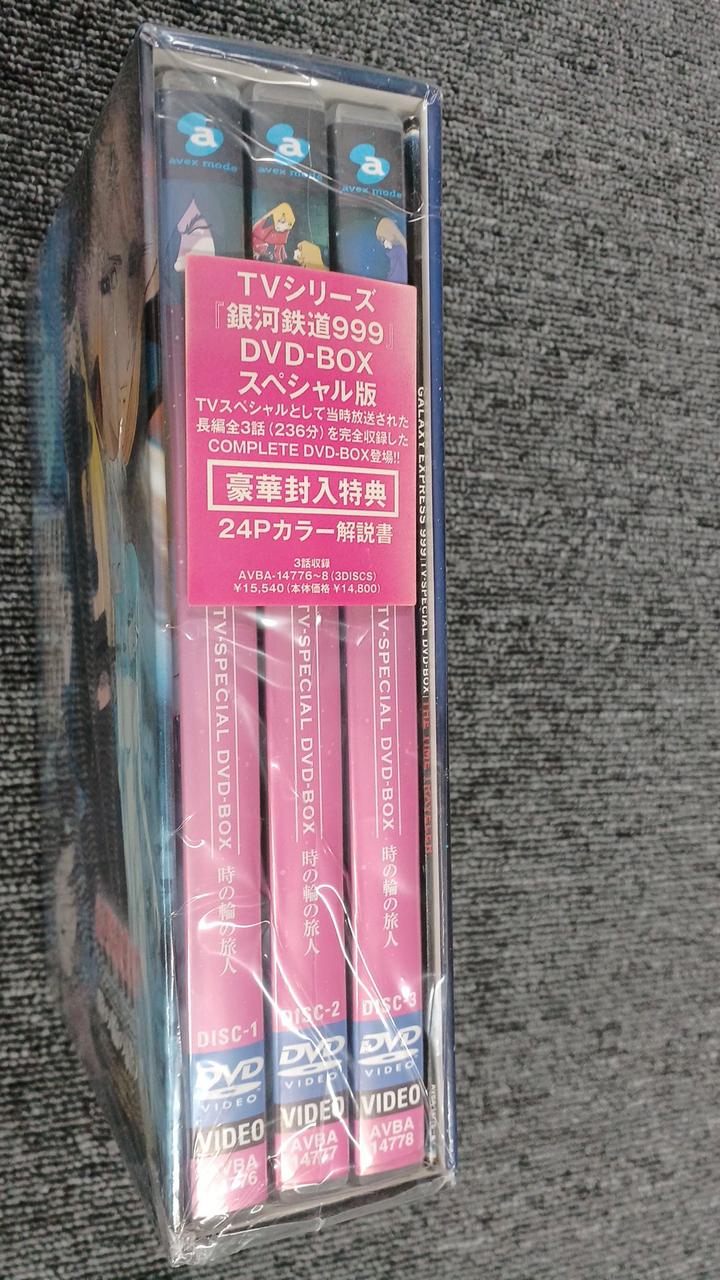 a
avex mode
a
avex mode
a
avex mode
TVシリーズ
『銀河鉄道999』
DVD-BOX
スペシャル版
TVスペシャルとして当時放送された
長編全3話(236分)を完全収録した
COMPLETE DVD-BOX登場!!
豪華封入特典
24Pカラー解説書
3話収録
AVBA-14776〜8(3DISCS)
¥15,540(本体価格 ¥14,800)
TV-SPECIAL DVD-BOX 時の輪の旅人
DISC-1
DVD
VIDEO
VIDEO
AVBA
14776
TV-SPECIAL DVD-BOX 時の輪の旅人
DISC-2
DVD
VIDEO
VIDEO
AVBA
14777
TV-SPECIAL DVD-BOX 時の輪の旅人
DISC-3
DVD
VIDEO
VIDEO
AVBA
14778
GALAXY EXPRESS 999 TV-SPECIAL DVD-BOX THE TIME TRAVELER